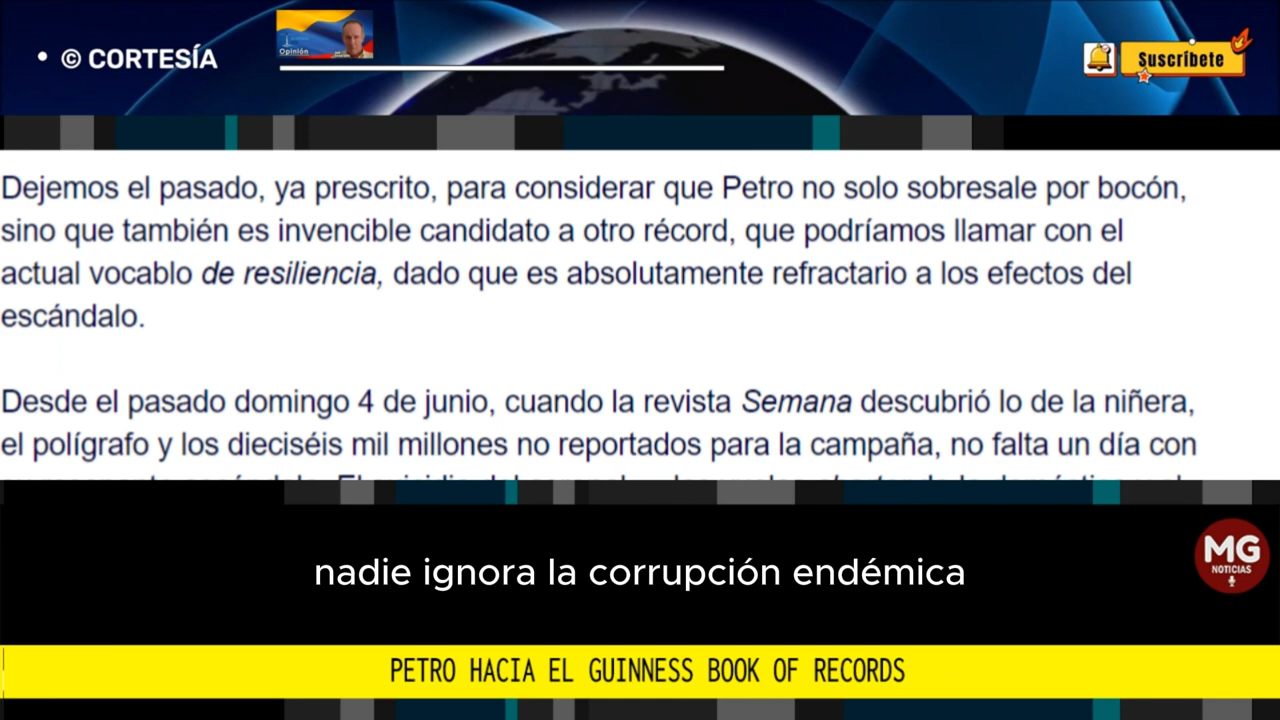 • © CORTESÍA
Opinión
Suscríbete
Dejemos el pasado, ya prescrito, para considerar que Petro no solo sobresale por bocón,
sino que también es invencible candidato a otro récord, que podríamos llamar con el
actual vocablo de resiliencia, dado que es absolutamente refractario a los efectos del
escándalo.
Desde el pasado domingo 4 de junio, cuando la revista Semana descubrió lo de la niñera,
el polígrafo y los dieciséis mil millones no reportados para la campaña, no falta un día con
nadie ignora la corrupción endémica
MG
NOTICIAS
PETRO HACIA EL GUINNESS BOOK OF RECORDS